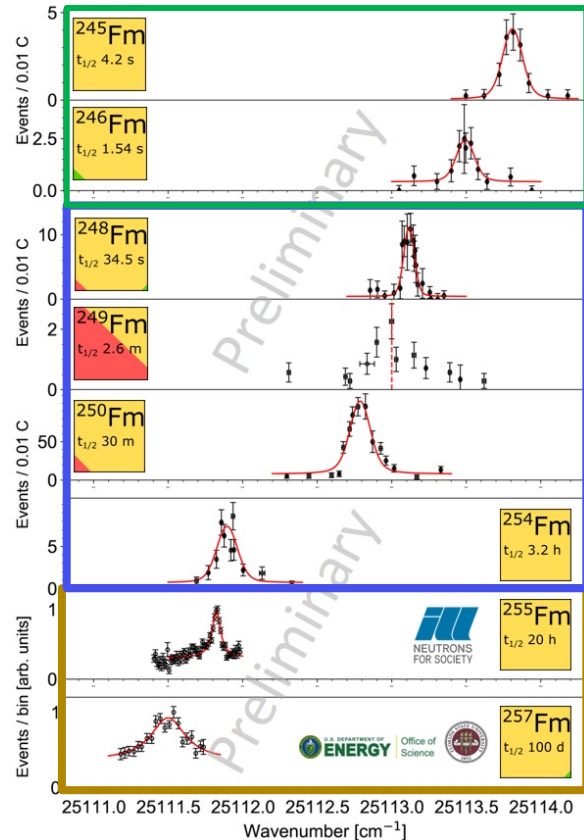 5
245Fm
t1/2 4.2 s
Events / 0.01 C
0
246Fm
t1/2 1.54 s
2.5
0.0
248Fm
t1/2 34.5 s
10
Events / 0.01 C
0
249Fm
t1/2 2.6 m
2
0
250Fm
t1/2 30 m
50
Events / 0.01 C
0
254Fm
t1/2 3.2 h
5
0
1
255Fm
t1/2 20 h
NEUTRONS
FOR SOCIETY
Events / bin [arb. units]
0
1
257Fm
t1/2 100 d
U.S. DEPARTMENT OF
ENERGY
Office of
Science
0
25111.0 25111.5 25112.0 25112.5 25113.0 25113.5 25114.0
Wavenumber [cm−1]
Preliminary
Preliminary